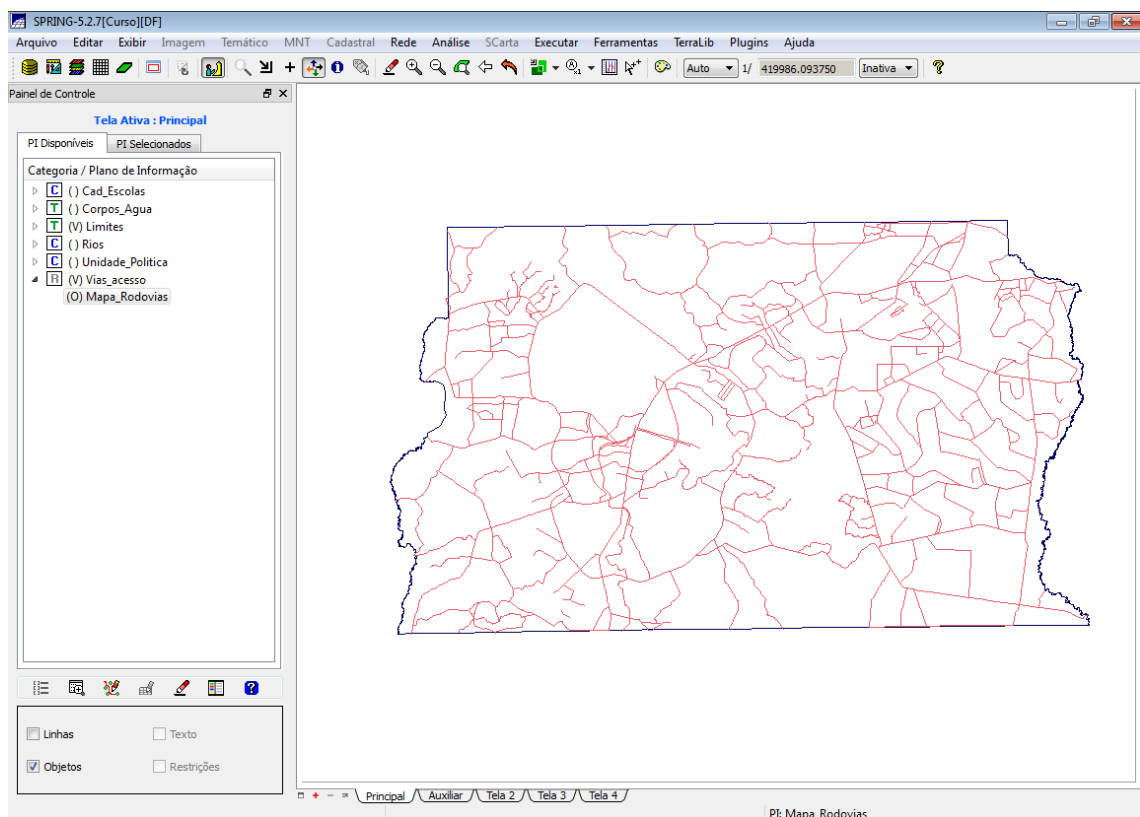 SPRING-5.2.7[Curso][DF]
Arquivo Editar Exibir Imagem Temático MNT Cadastral Rede Análise SCarta Executar Ferramentas TerraLib Plugins Ajuda
Auto 1/ 419986.093750 Inativa
Painel de Controle
Tela Ativa : Principal
PI Disponíveis PI Selecionados
Categoria / Plano de Informação
C ( ) Cad_Escolas
T ( ) Corpos_Agua
T (V) Limites
C ( ) Rios
C ( ) Unidade_Politica
R (V) Vias_acesso
(O) Mapa_Rodovias
Linhas Texto
Objetos Restrições
Principal Auxiliar Tela 2 Tela 3 Tela 4
PI: Mapa_Rodovias